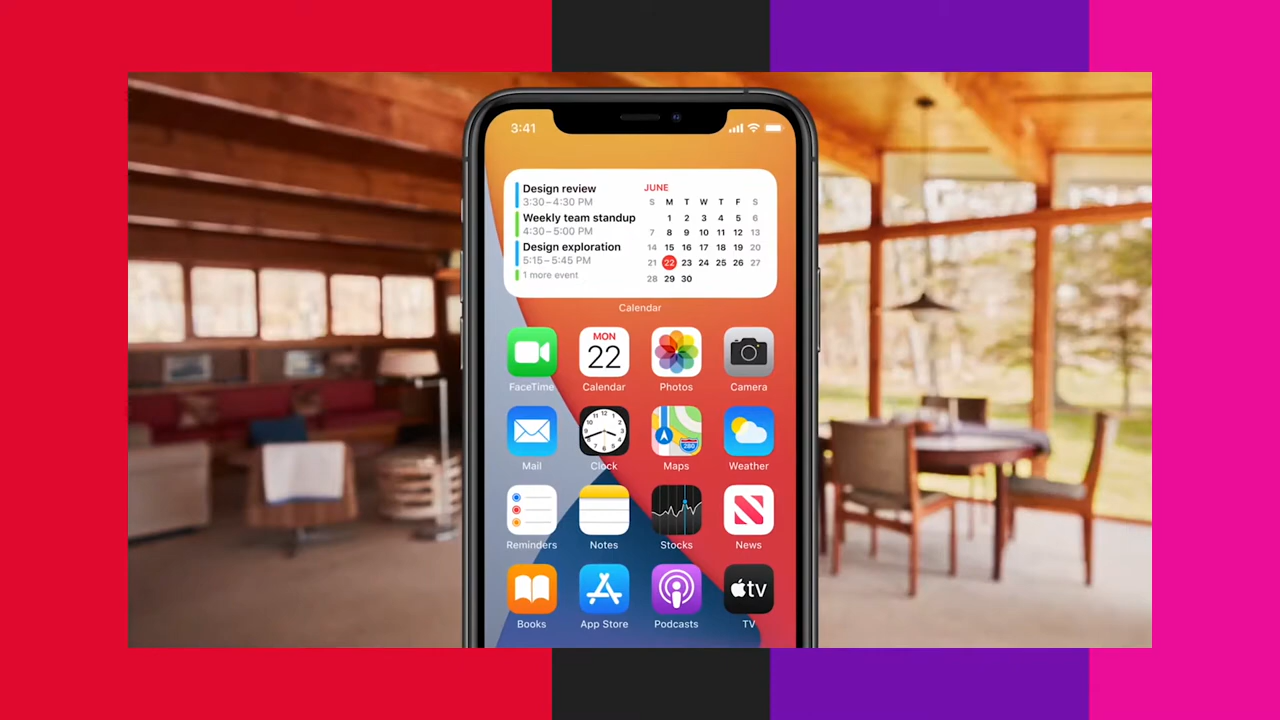 3:41
Design review
3:30–4:30 PM
Weekly team standup
4:30–5:00 PM
Design exploration
5:15–5:45 PM
1 more event
JUNE
S M T W T F S
1 2 3 4 5 6
7 8 9 10 11 12 13
14 15 16 17 18 19 20
21 22 23 24 25 26 27
28 29 30
Calendar
MON
22
FaceTime Calendar Photos Camera
280
Mail Clock Maps Weather
Reminders Notes Stocks News
tv
Books App Store Podcasts TV